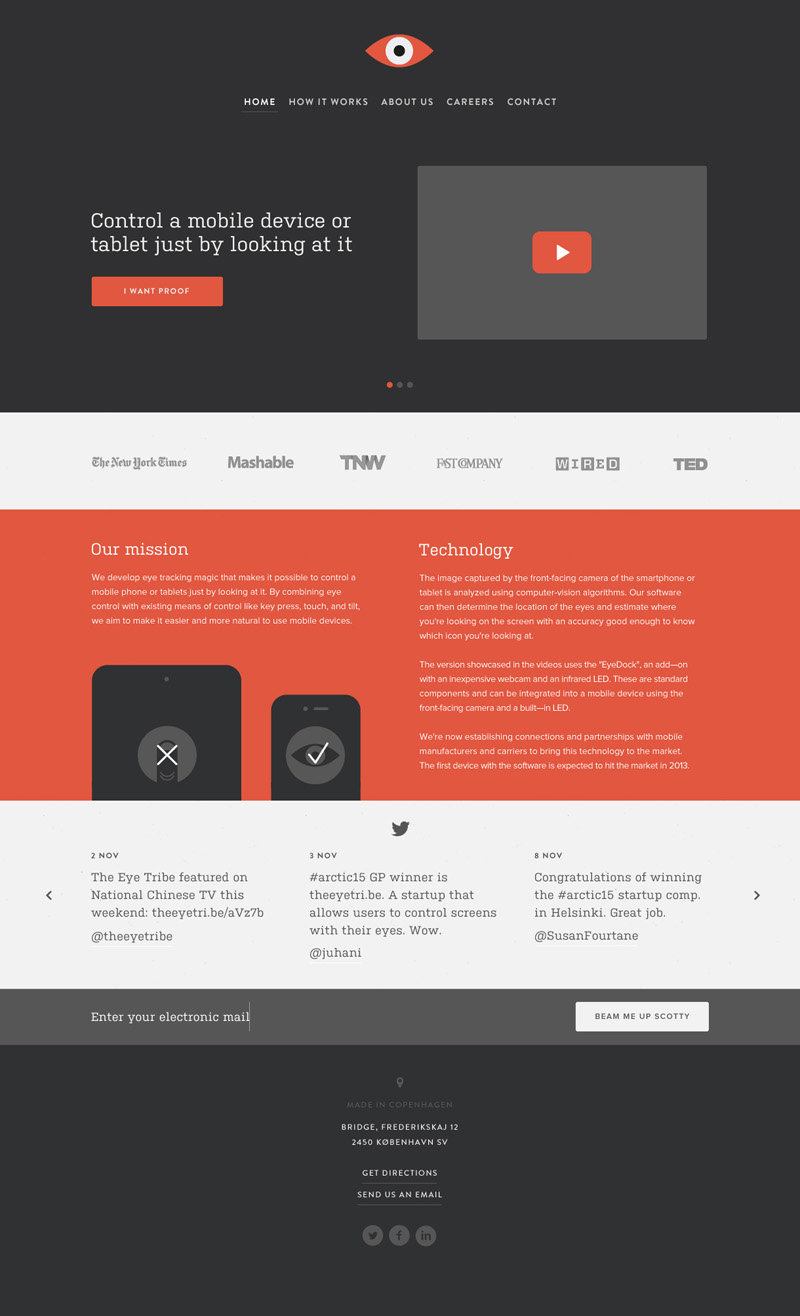 HOME HOW IT WORKS ABOUT US CAREERS CONTACT
Control a mobile device or
tablet just by looking at it
I WANT PROOF
The New York Times Mashable TNW FAST COMPANY WIRED TED
Our mission
We develop eye tracking magic that makes it possible to control a
mobile phone or tablets just by looking at it. By combining eye
control with existing means of control like key press, touch, and tilt,
we aim to make it easier and more natural to use mobile devices.
Technology
The image captured by the front-facing camera of the smartphone or
tablet is analyzed using computer-vision algorithms. Our software
can then determine the location of the eyes and estimate where
you're looking on the screen with an accuracy good enough to know
which icon you're looking at.
The version showcased in the videos uses the "EyeDock", an add—on
with an inexpensive webcam and an infrared LED. These are standard
components and can be integrated into a mobile device using the
front-facing camera and a built—in LED.
We're now establishing connections and partnerships with mobile
manufacturers and carriers to bring this technology to the market.
The first device with the software is expected to hit the market in 2013.
2 NOV
The Eye Tribe featured on
National Chinese TV this
weekend: theeyetri.be/aVz7b
@theeyetribe
3 NOV
#arctic15 GP winner is
theeyetri.be. A startup that
allows users to control screens
with their eyes. Wow.
@juhani
8 NOV
Congratulations of winning
the #arctic15 startup comp.
in Helsinki. Great job.
@SusanFourtane
Enter your electronic mail
BEAM ME UP SCOTTY
MADE IN COPENHAGEN
BRIDGE, FREDERIKSKAJ 12
2450 KØBENHAVN SV
GET DIRECTIONS
SEND US AN EMAIL